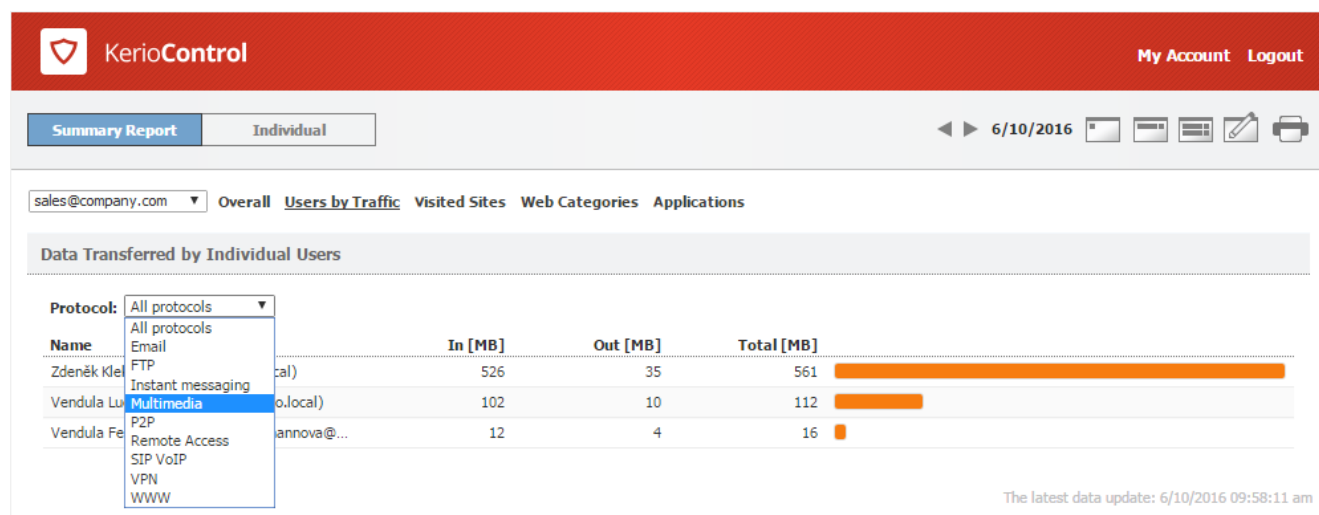 KerioControl
My Account Logout
Summary Report Individual
6/10/2016
sales@company.com Overall Users by Traffic Visited Sites Web Categories Applications
Data Transferred by Individual Users
Protocol: All protocols
All protocols
Name Email In [MB] Out [MB] Total [MB]
FTP
Zdeněk cal) 526 35 561
Instant messaging
Vendula Multimedia o.local) 102 10 112
P2P
Vendula annova@... 12 4 16
Remote Access
SIP VoIP
VPN
WWW
The latest data update: 6/10/2016 09:58:11 am